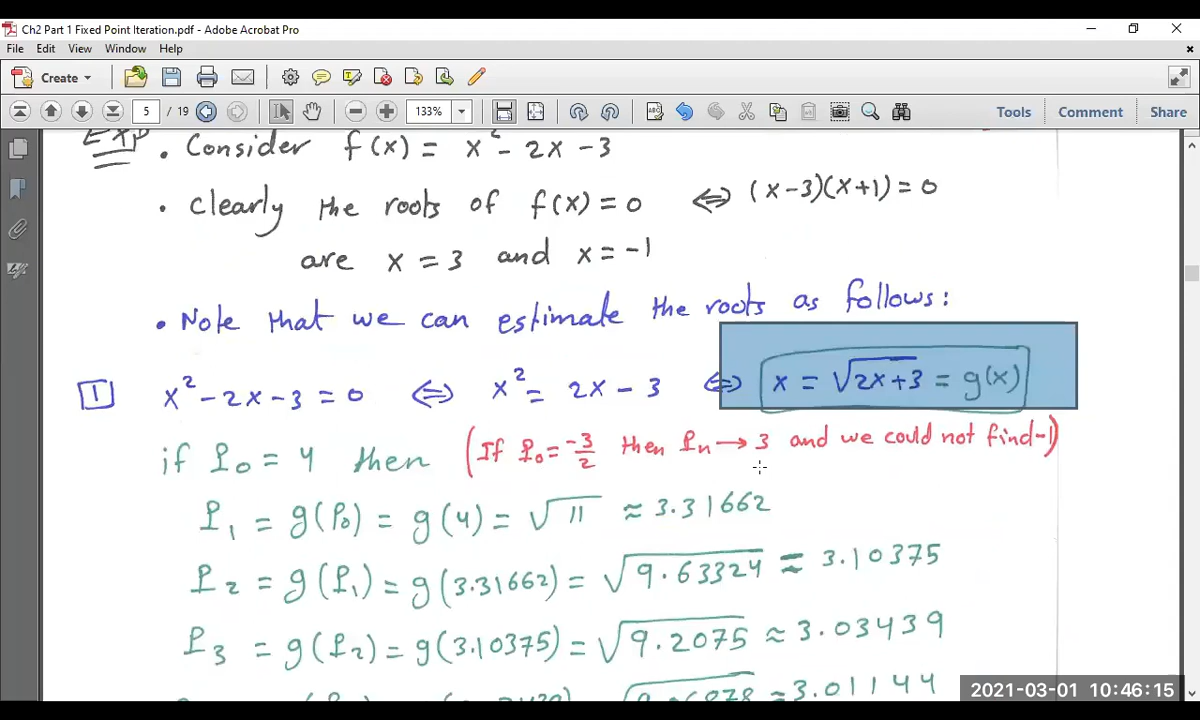 Ch2 Part 1 Fixed Point Iteration.pdf - Adobe Acrobat Pro
File Edit View Window Help
Create
5 / 19 133% Tools Comment Share
Exp • Consider f(x) = x² - 2x - 3
• Clearly the roots of f(x) = 0 ⇔ (x-3)(x+1) = 0
are x = 3 and x = -1
• Note that we can estimate the roots as follows:
1 x² - 2x - 3 = 0 ⇔ x² = 2x - 3 ⇔ x = √(2x+3) = g(x)
if P₀ = 4 then (If P₀ = -3/2 then Pₙ → 3 and we could not find -1)
P₁ = g(P₀) = g(4) = √11 ≈ 3.31662
P₂ = g(P₁) = g(3.31662) = √9.63324 ≈ 3.10375
P₃ = g(P₂) = g(3.10375) = √9.2075 ≈ 3.03439
≈ 3.01144
2021-03-01 10:46:15